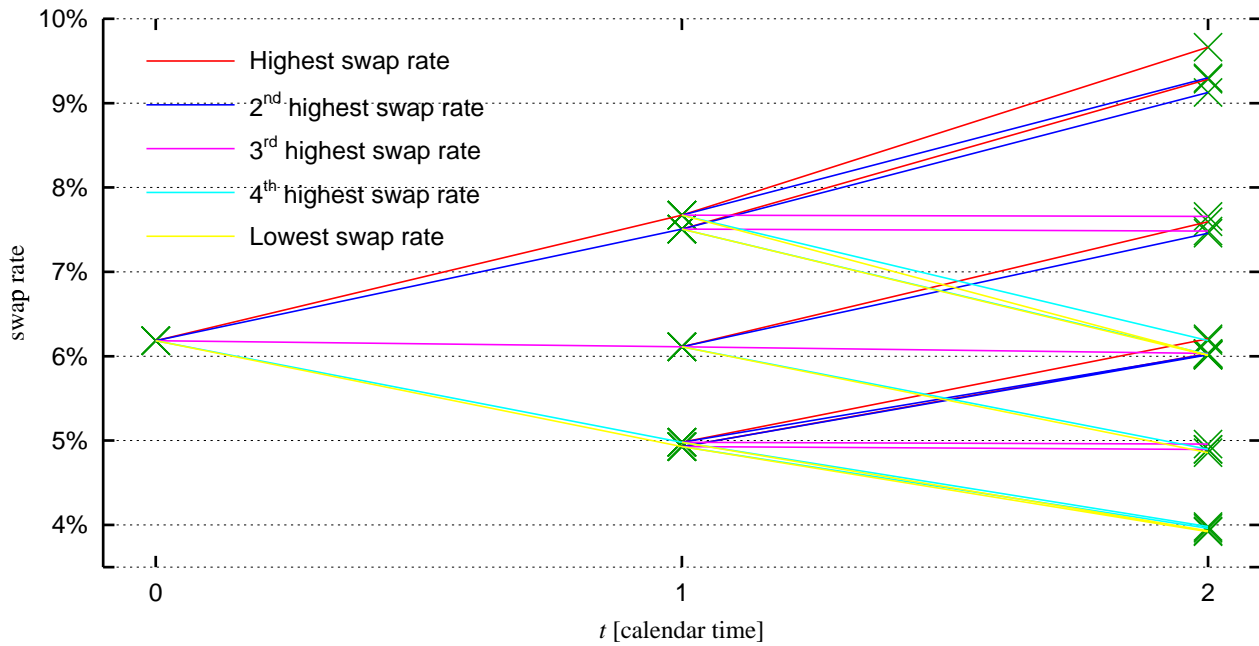 10%
9%
8%
7%
6%
5%
4%
swap rate
Highest swap rate
2nd highest swap rate
3rd highest swap rate
4th highest swap rate
Lowest swap rate
0
1
2
t [calendar time]